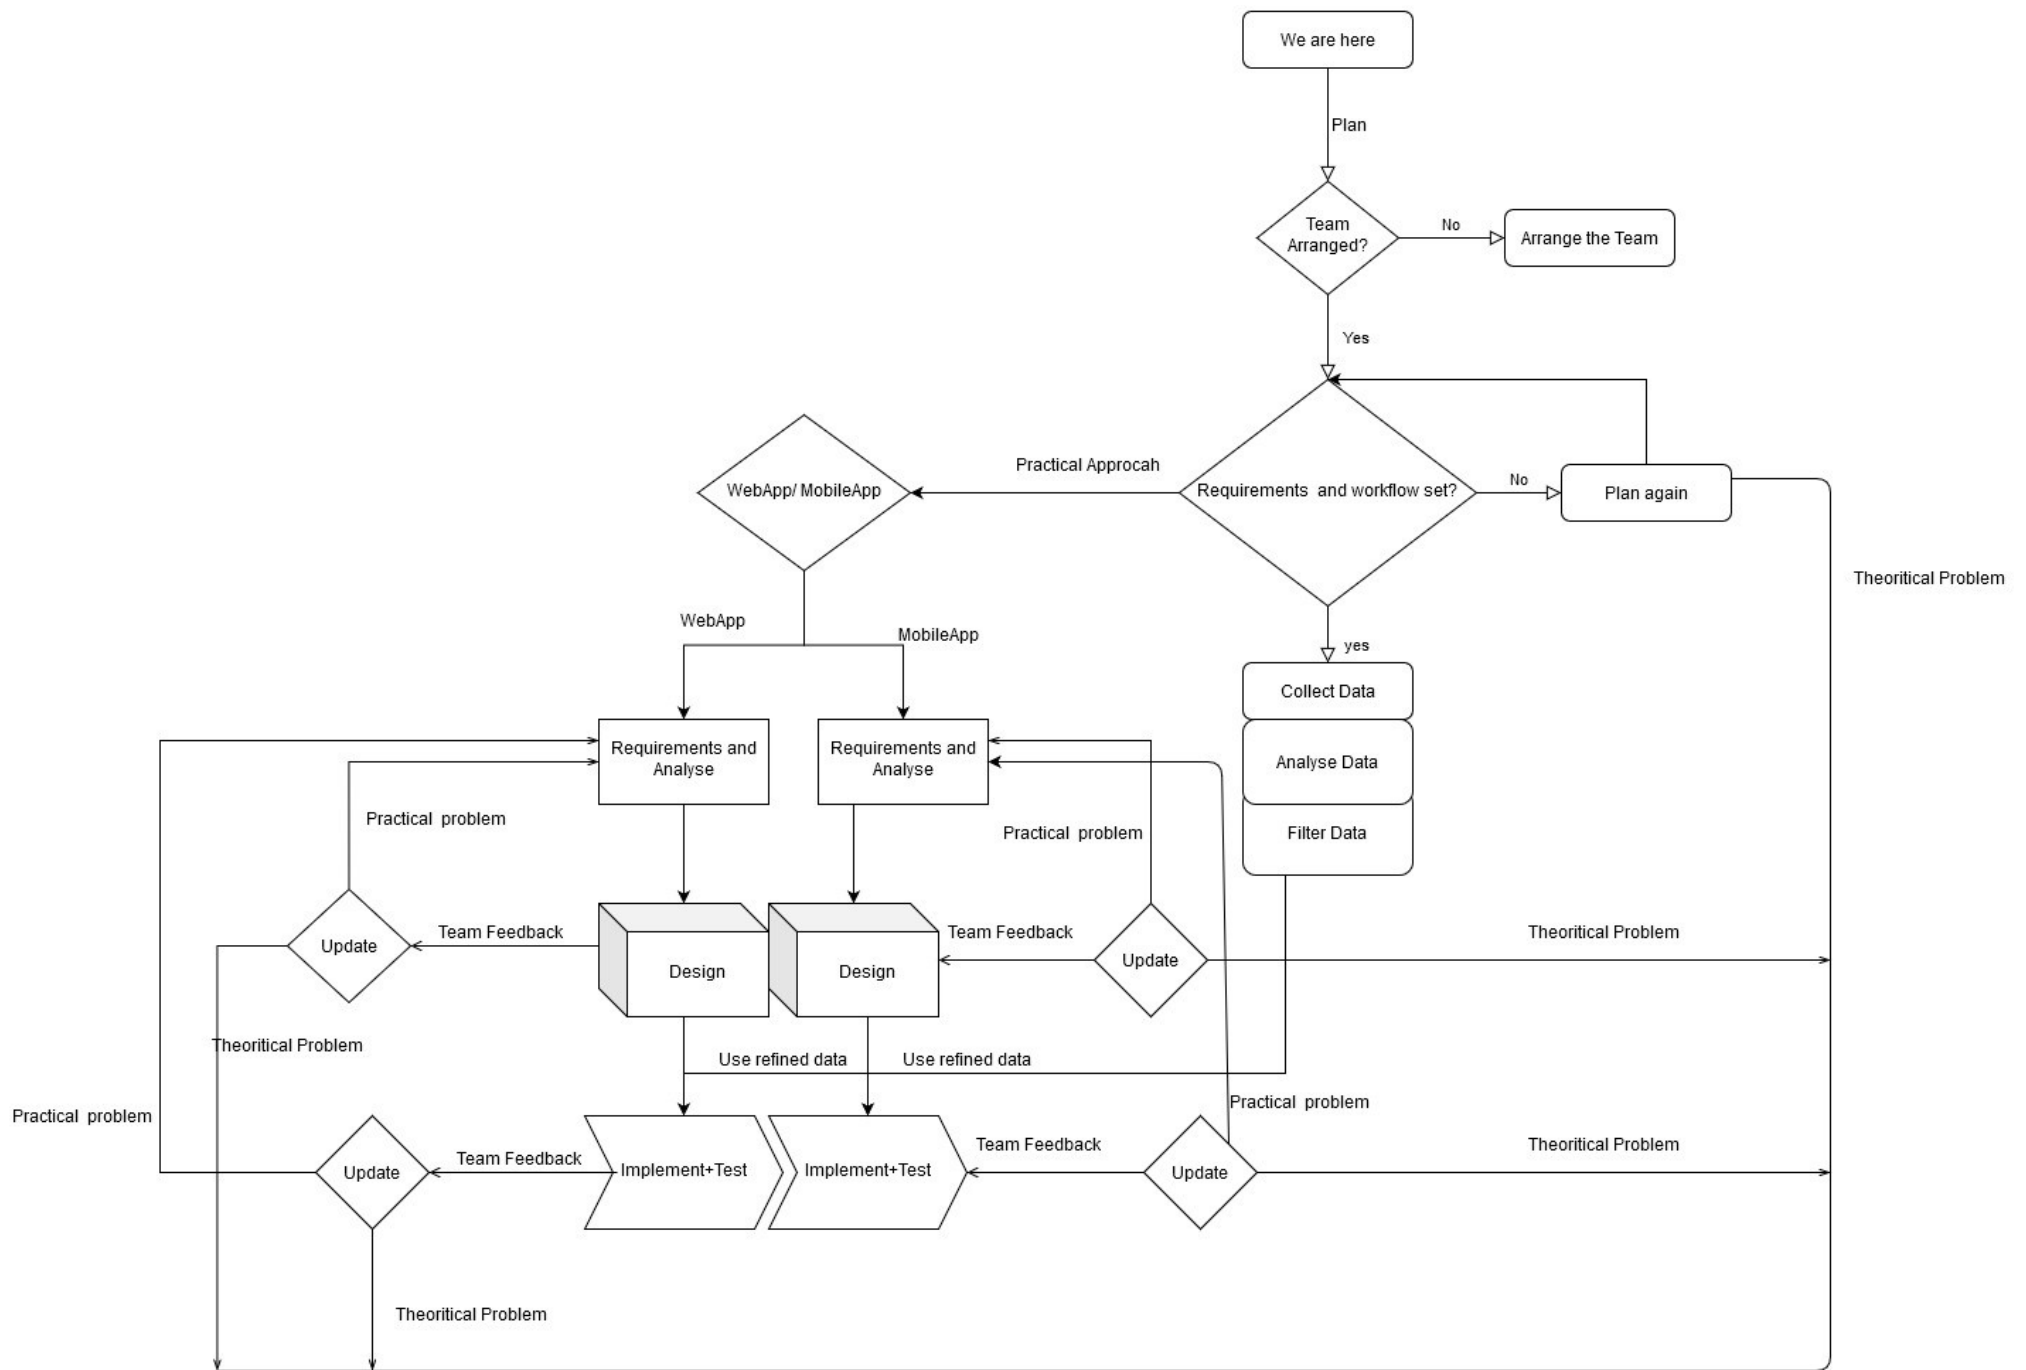 We are here
Plan
Team
Arranged?
No
Arrange the Team
Yes
Practical Approcah
WebApp/ MobileApp
Requirements  and workflow set?
No
Plan again
Theoritical Problem
WebApp
MobileApp
yes
Collect Data
Requirements and
Analyse
Requirements and
Analyse
Analyse Data
Practical  problem
Practical  problem
Filter Data
Update
Team Feedback
Design
Design
Team Feedback
Update
Theoritical Problem
Theoritical Problem
Use refined data
Use refined data
Practical  problem
Practical  problem
Update
Team Feedback
Implement+Test
Implement+Test
Team Feedback
Update
Theoritical Problem
Theoritical Problem